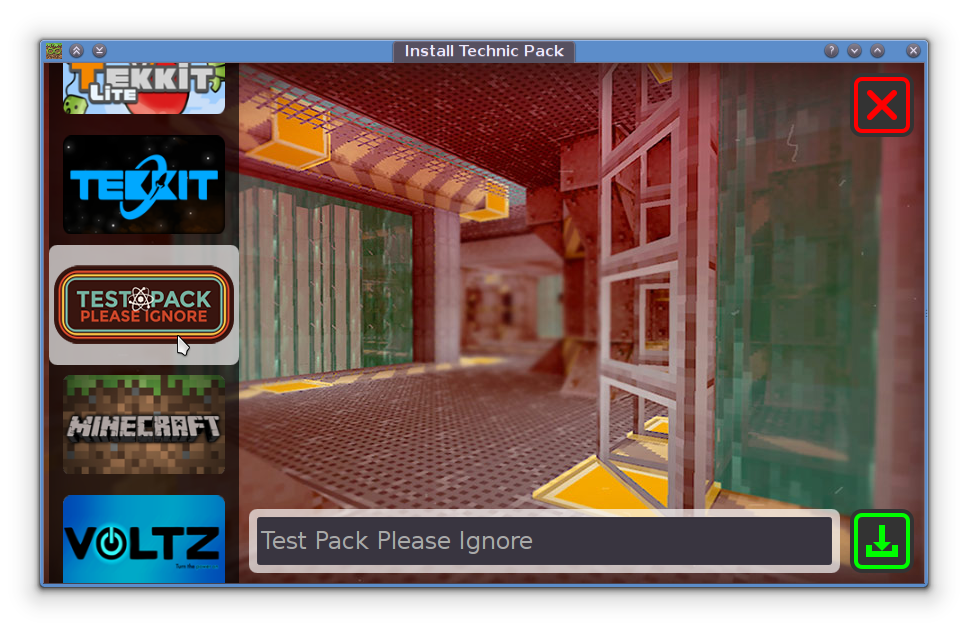 Install Technic Pack
TEKKIT
LITE
TEKKIT
TEST PACK
PLEASE IGNORE
MINECRAFT
VOLTZ
Test Pack Please Ignore